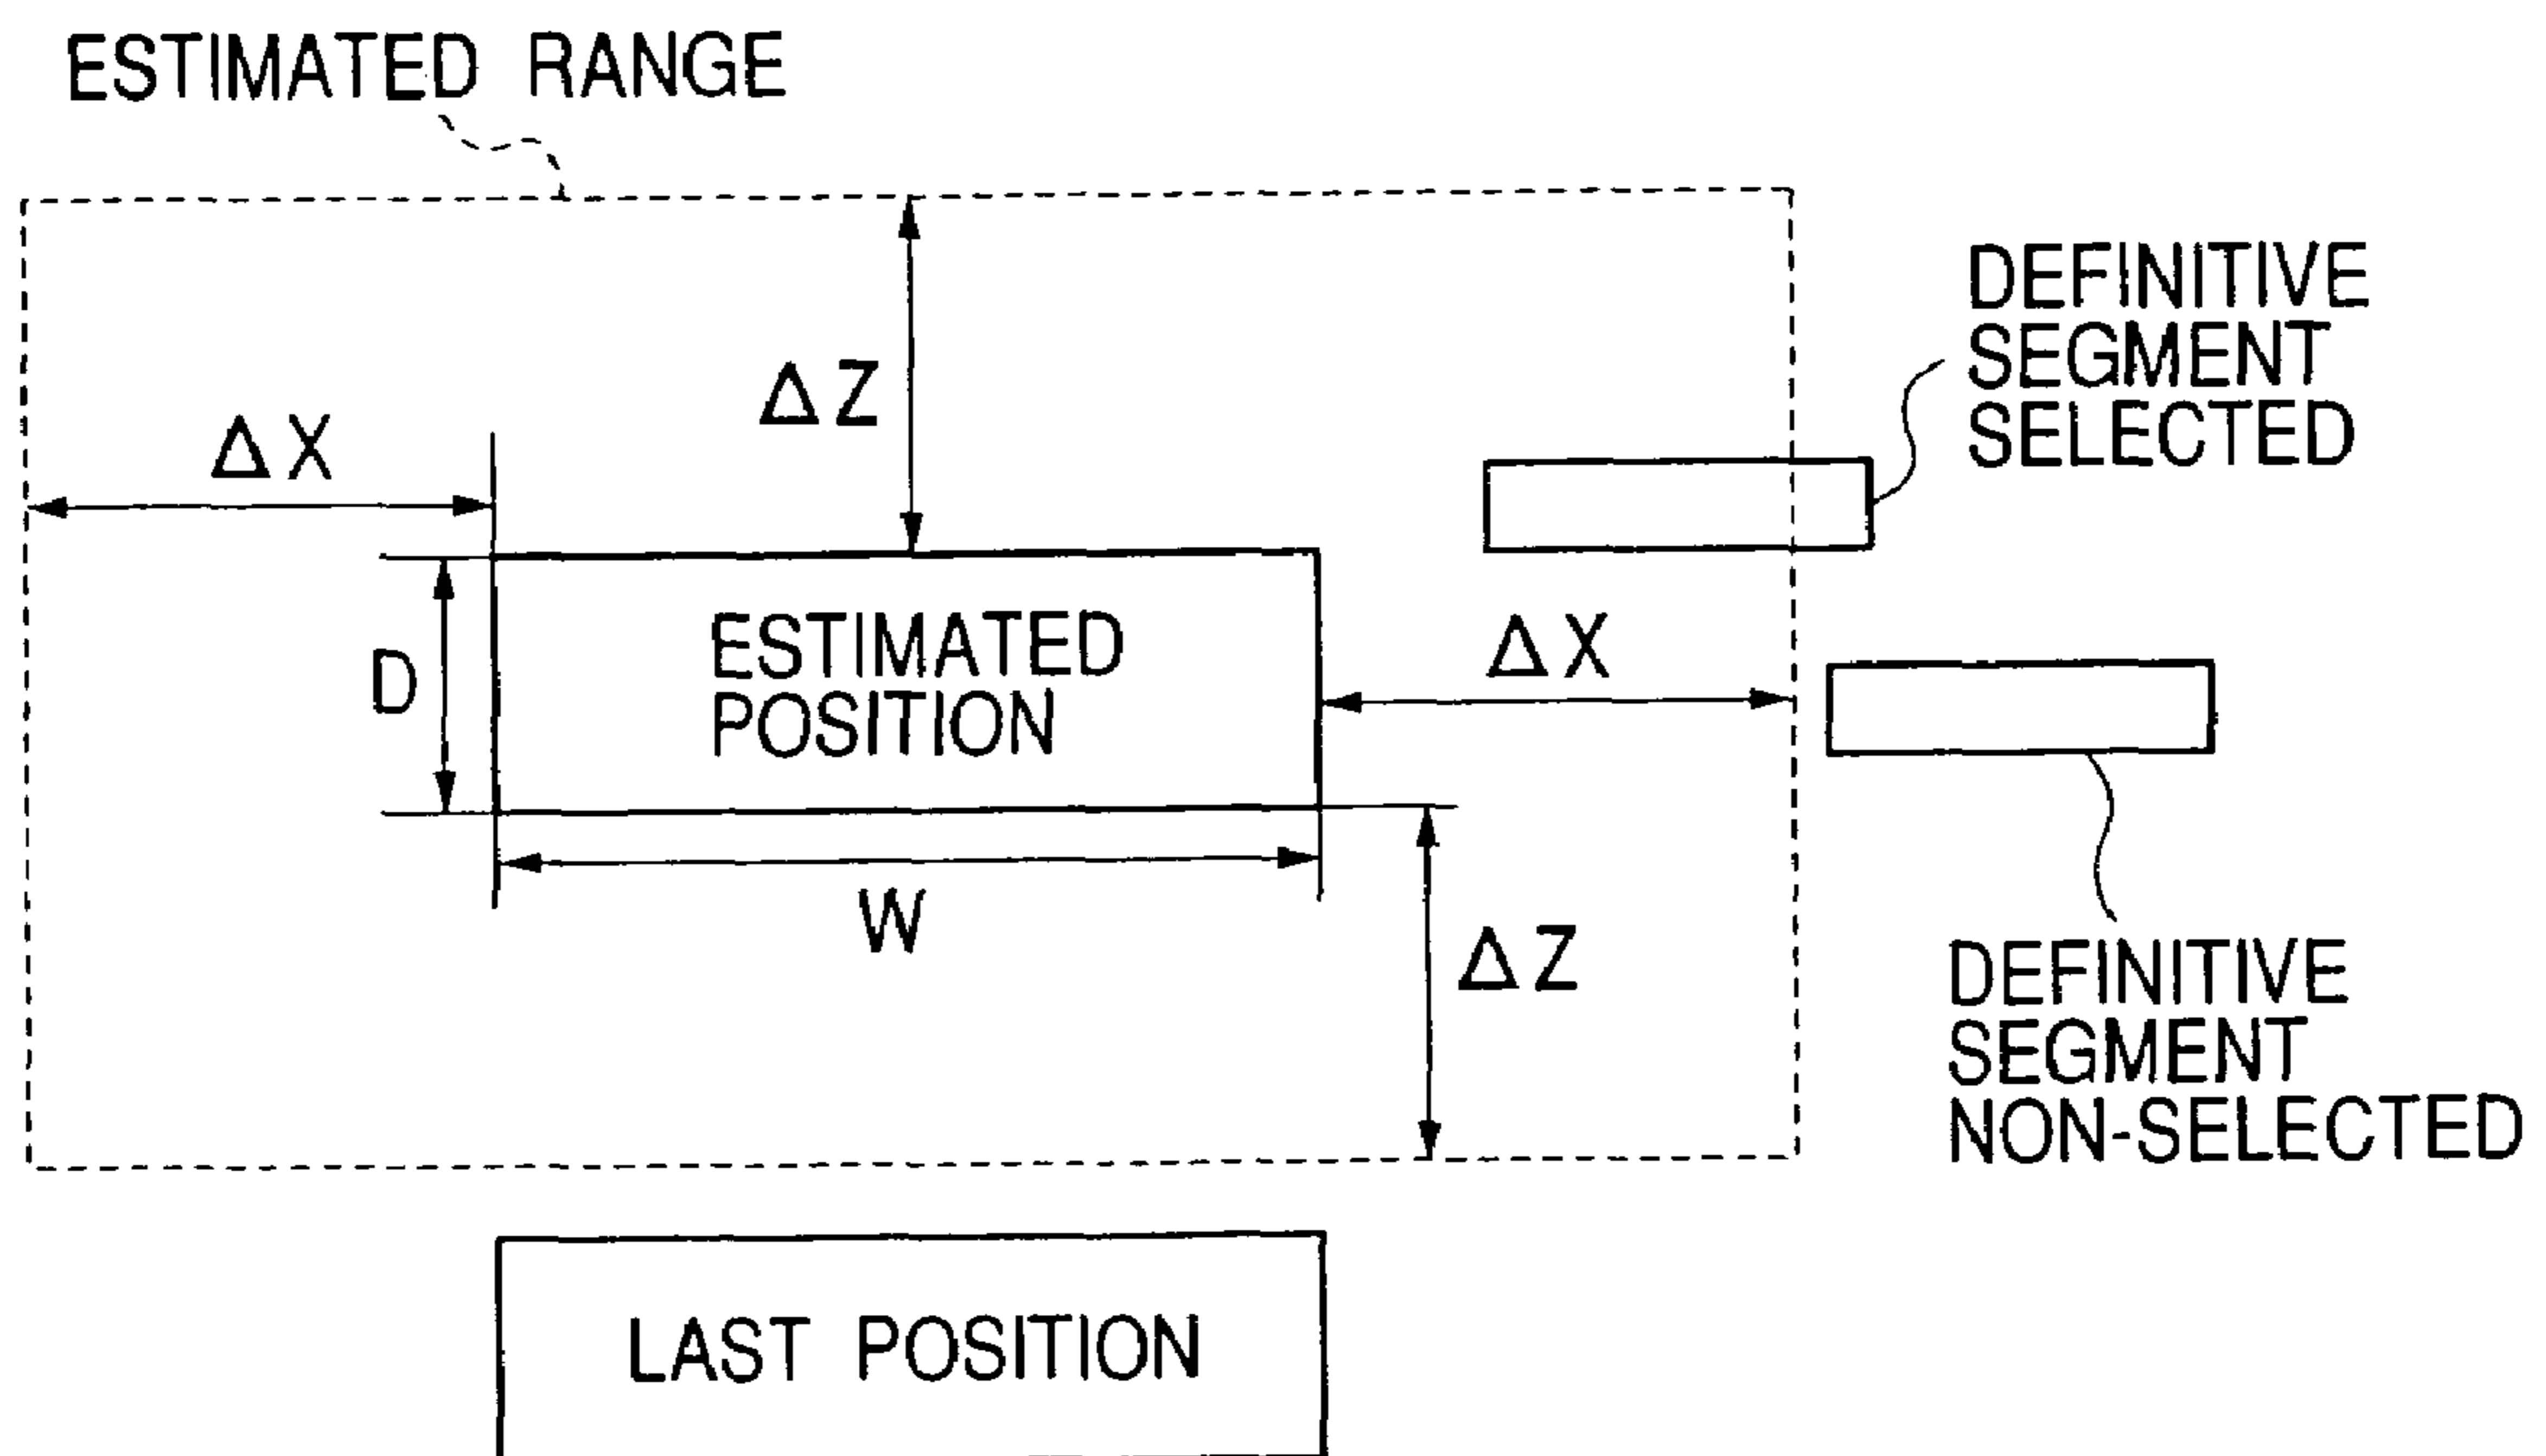 ESTIMATED RANGE
ΔZ
ΔX
DEFINITIVE
SEGMENT
SELECTED
D
ESTIMATED
POSITION
ΔX
W
ΔZ
DEFINITIVE
SEGMENT
NON-SELECTED
LAST POSITION